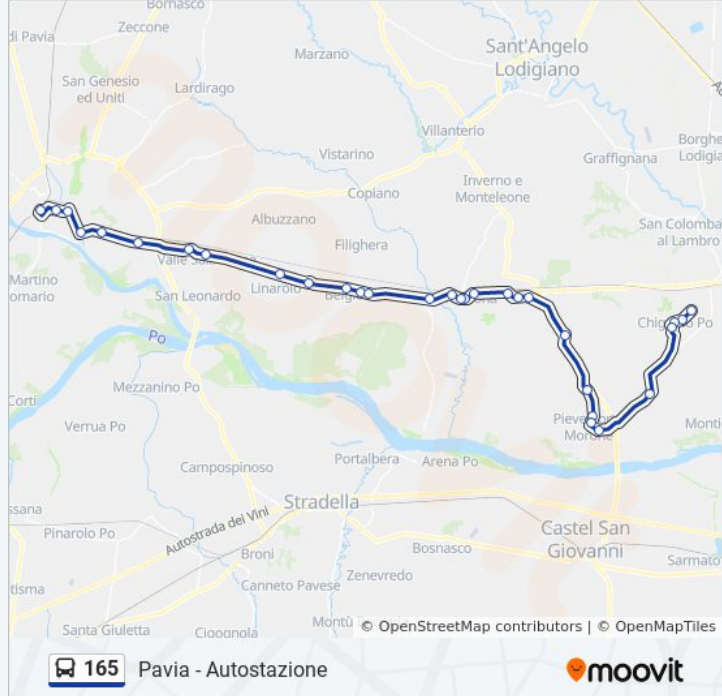 Bornasco
di Pavia
Zeccone
Marzano
Sant'Angelo
Lodigiano
San Genesio
ed Uniti
Lardirago
Villanterio
Borghe
Lodigia
Graffignana
Vistarino
Inverno e
Monteleone
Copiano
San Colomba
al Lambro
Albuzzano
Filighera
Valle Sa
Martino
omario
San Leonardo
Linarolo
Belgi
Chig
o Po
Po
Mezzanino Po
Corti
Pieve
Morone
Monti
Verrua Po
Portalbera
Arena Po
Campospinoso
Stradella
ssana
Autostrada dei Vini
Castel San
Giovanni
Pinarolo Po
Bosnasco
Broni
Sarmato
Zenevredo
tisma
Canneto Pavese
Montù
Santa Giuletta
Cigognola
© OpenStreetMap contributors | © OpenMapTiles
165 Pavia - Autostazione
moovit